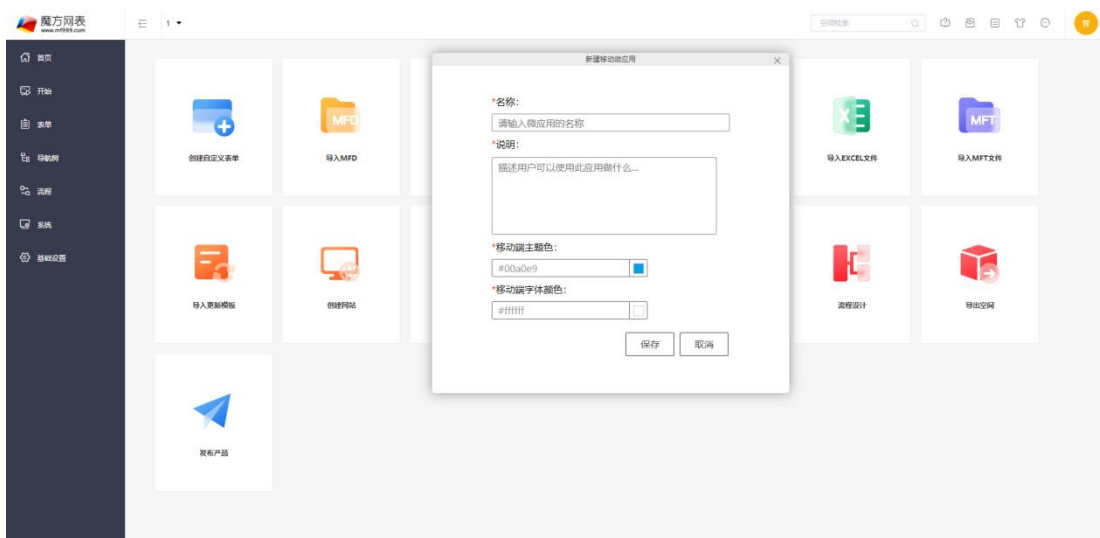 魔方网表
www.mf999.com
1
空间检索
首页
开始
表单
导航树
流程
系统
基础设置
新建移动微应用
*名称:
请输入微应用的名称
*说明:
描述用户可以使用此应用做什么...
*移动端主题色:
#00a0e9
*移动端字体颜色:
#ffffff
保存
取消
创建自定义表单
MFD
导入MFD
导入EXCEL文件
MFT
导入MFT文件
导入更新模板
创建网站
流程设计
导出空间
发布产品